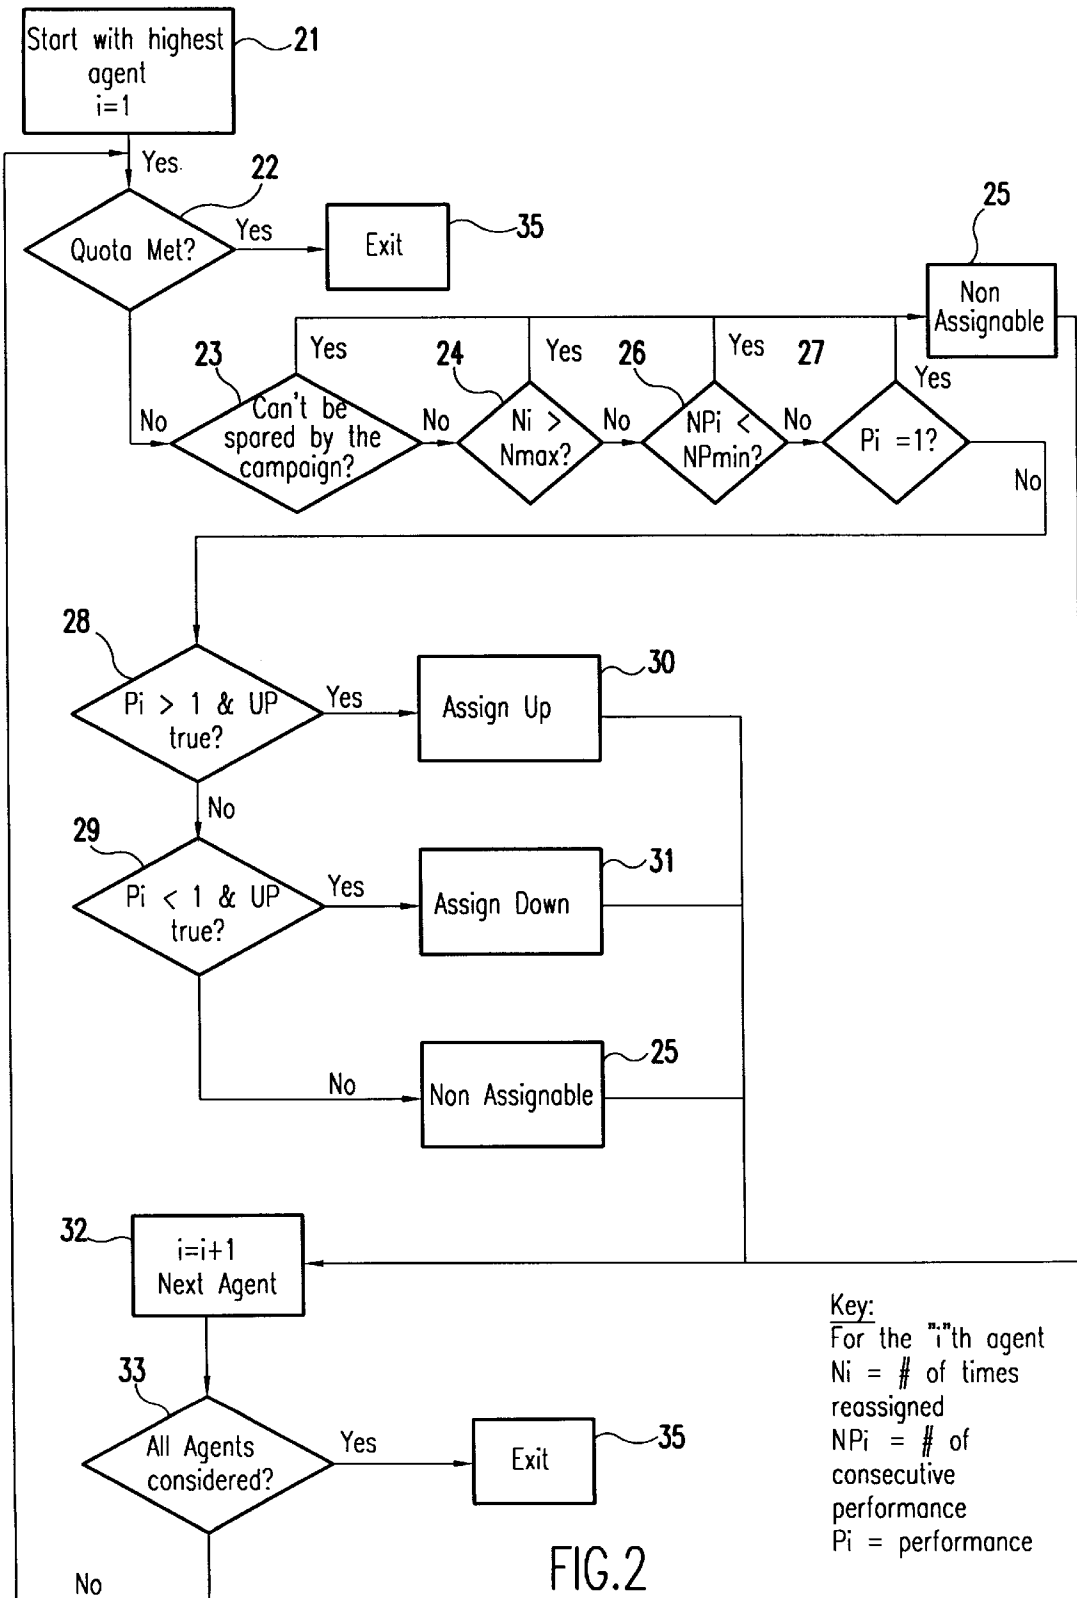 Start with highest
agent
i=1
21
Yes
22
Quota Met?
Yes
Exit
35
25
Non
Assignable
23
Yes
24
Yes
26
Yes
27
Yes
No
Can't be
spared by the
campaign?
No
Ni >
Nmax?
No
NPi <
NPmin?
No
Pi =1?
No
28
Pi > 1 & UP
true?
Yes
Assign Up
30
No
29
Pi < 1 & UP
true?
Yes
Assign Down
31
No
Non Assignable
25
32
i=i+1
Next Agent
33
All Agents
considered?
Yes
Exit
35
No
Key:
For the "i"th agent
Ni = # of times
reassigned
NPi = # of
consecutive
performance
Pi = performance
FIG.2